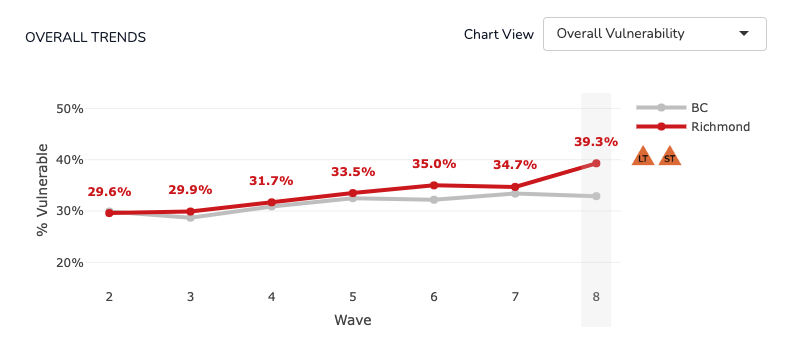 OVERALL TRENDS
Chart View Overall Vulnerability
50%
40%
30%
20%
% Vulnerable
29.6% 29.9% 31.7% 33.5% 35.0% 34.7% 39.3%
2 3 4 5 6 7 8
Wave
BC
Richmond
LT ST